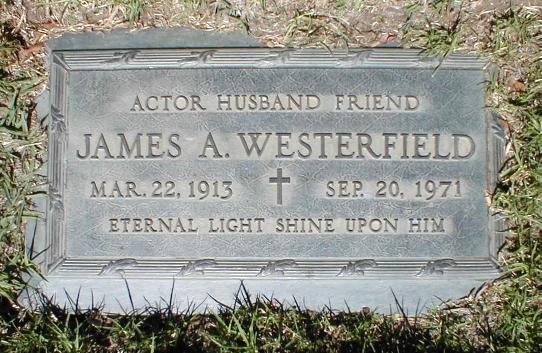 ACTOR HUSBAND FRIEND
JAMES A. WESTERFIELD
MAR. 22, 1913 SEP. 20, 1971
ETERNAL LIGHT SHINE UPON HIM